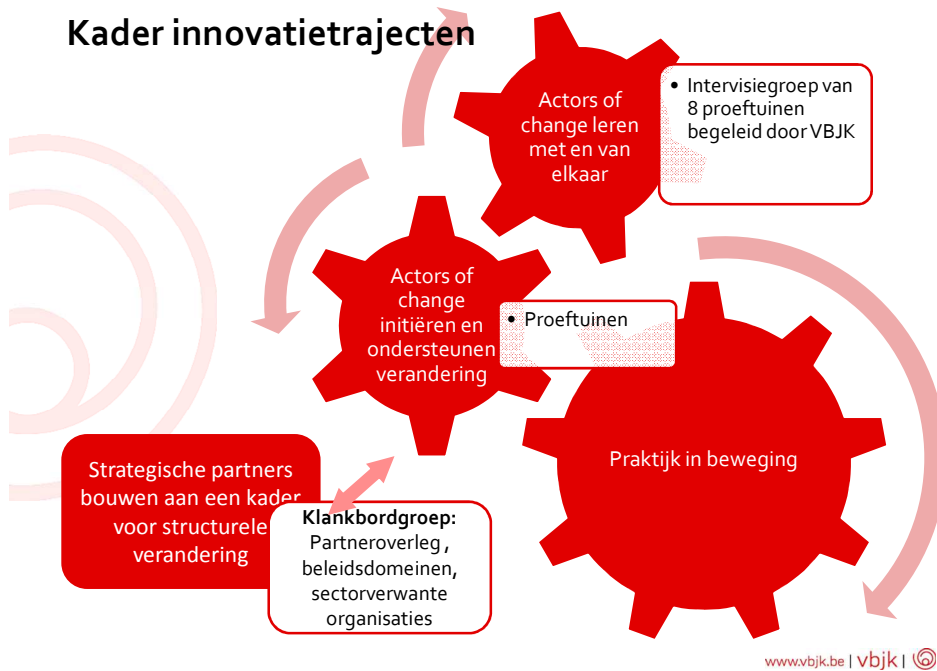 Kader innovatietrajecten
Actors of
change leren
met en van
elkaar
• Intervisiegroep van
8 proeftuinen
begeleid door VBJK
Actors of
change
initiëren en
ondersteunen
verandering
• Proeftuinen
Praktijk in beweging
Strategische partners
bouwen aan een kader
voor structurele
verandering
Klankbordgroep:
Partneroverleg ,
beleidsdomeinen,
sectorverwante
organisaties
www.vbjk.be | vbjk |